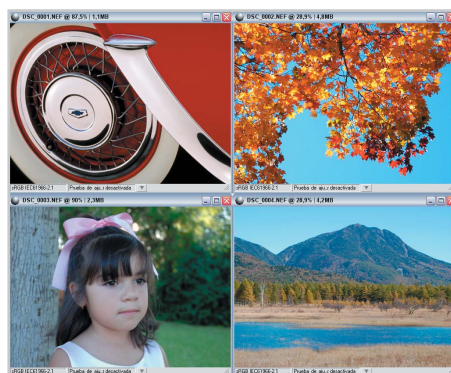 DSC_0001.NEF @ 87,5% | 1,1MB
DSC_0002.NEF @ 28,9% | 4,8MB
sRGB IEC61966-2.1 Prueba de aju.z desactivada
sRGB IEC61966-2.1 Prueba de aju.z desactivada
DSC_0003.NEF @ 90% | 2,3MB
DSC_0004.NEF @ 28,9% | 4,2MB
sRGB IEC61966-2.1 Prueba de aju.z desactivada
sRGB IEC61966-2.1 Prueba de aju.z desactivada